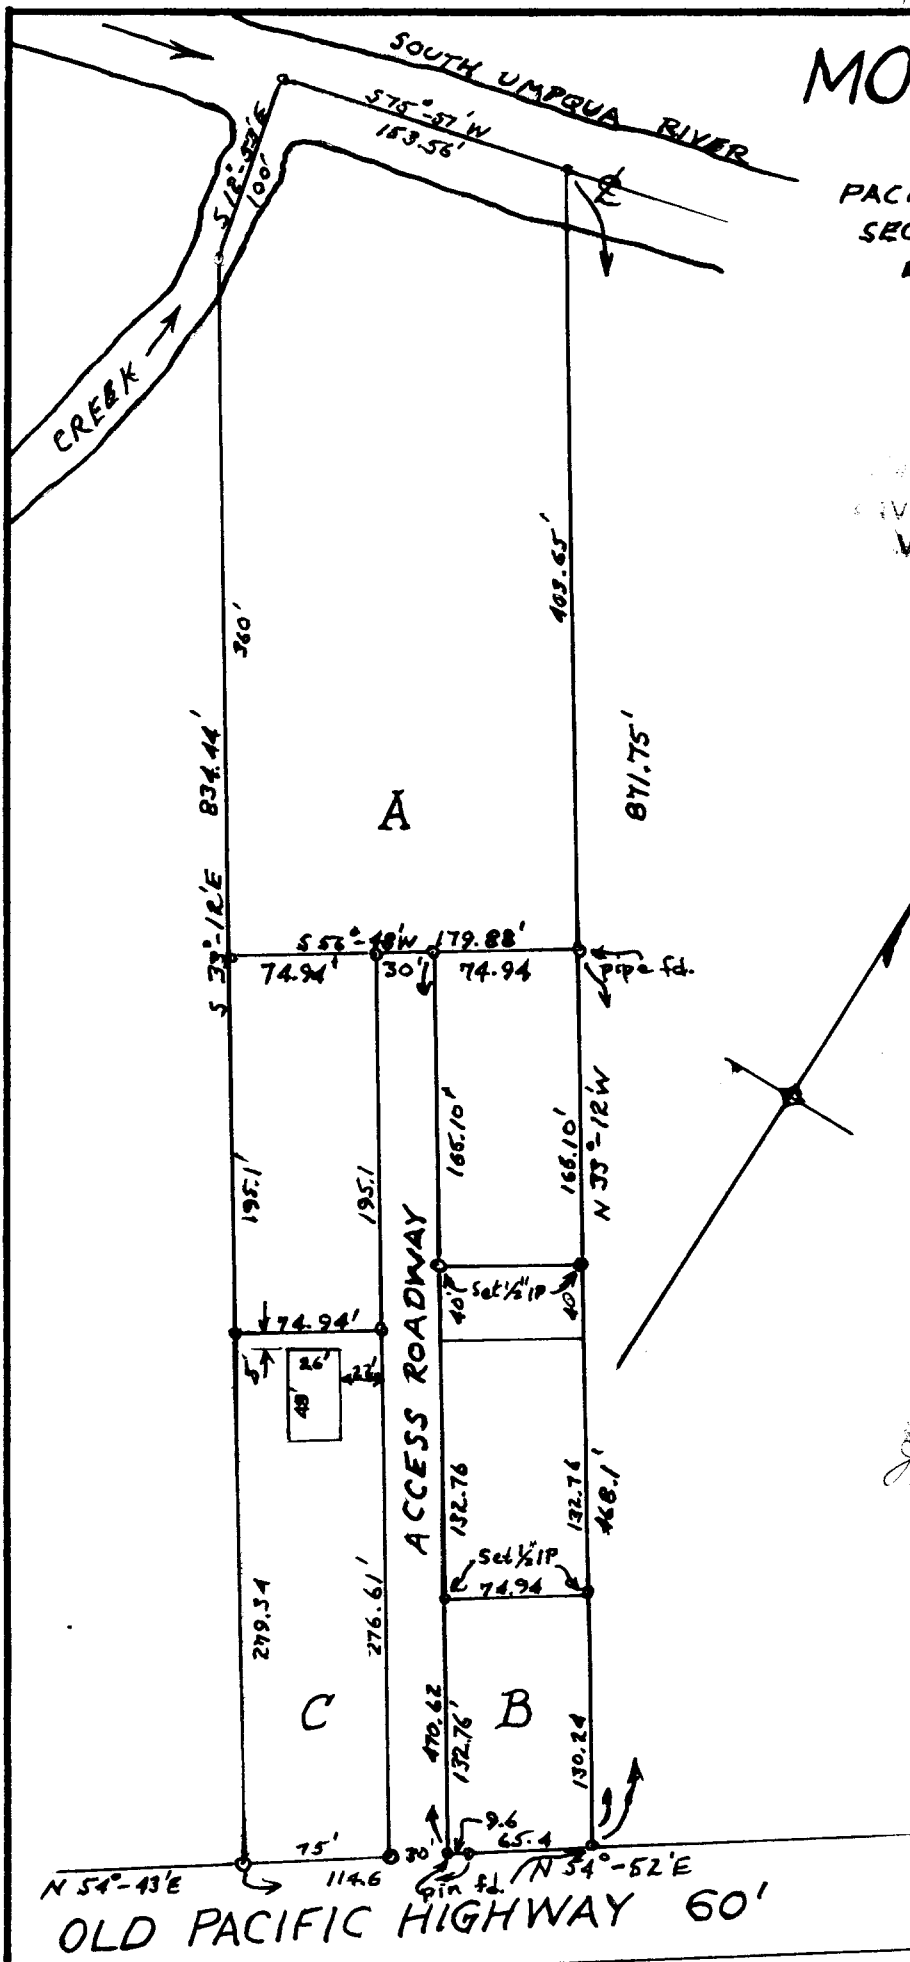 MO
SOUTH UMPQUA RIVER
S 75°-57'W
153.56'
S 12°-53'E
100'
℄
PACI
SEC
CREEK
403.65'
360'
834.44'
871.75'
A
S 33°-12'E
S 56°-48'W 179.88'
74.94' 30' 74.94
pipe fd.
166.10' 166.10'
N 33°-12'W
195.1' 195.1
ACCESS ROADWAY
Set ½" IP
40' 40'
74.94'
5'
26' 22'
48'
132.76 132.76
468.1'
Set ½" IP
74.94
279.34 276.61'
C
B
470.62
132.76'
130.24
9.6
75' 30' 65.4
N 54°-43'E 114.6 pin fd. N 54°-52'E
OLD PACIFIC HIGHWAY 60'